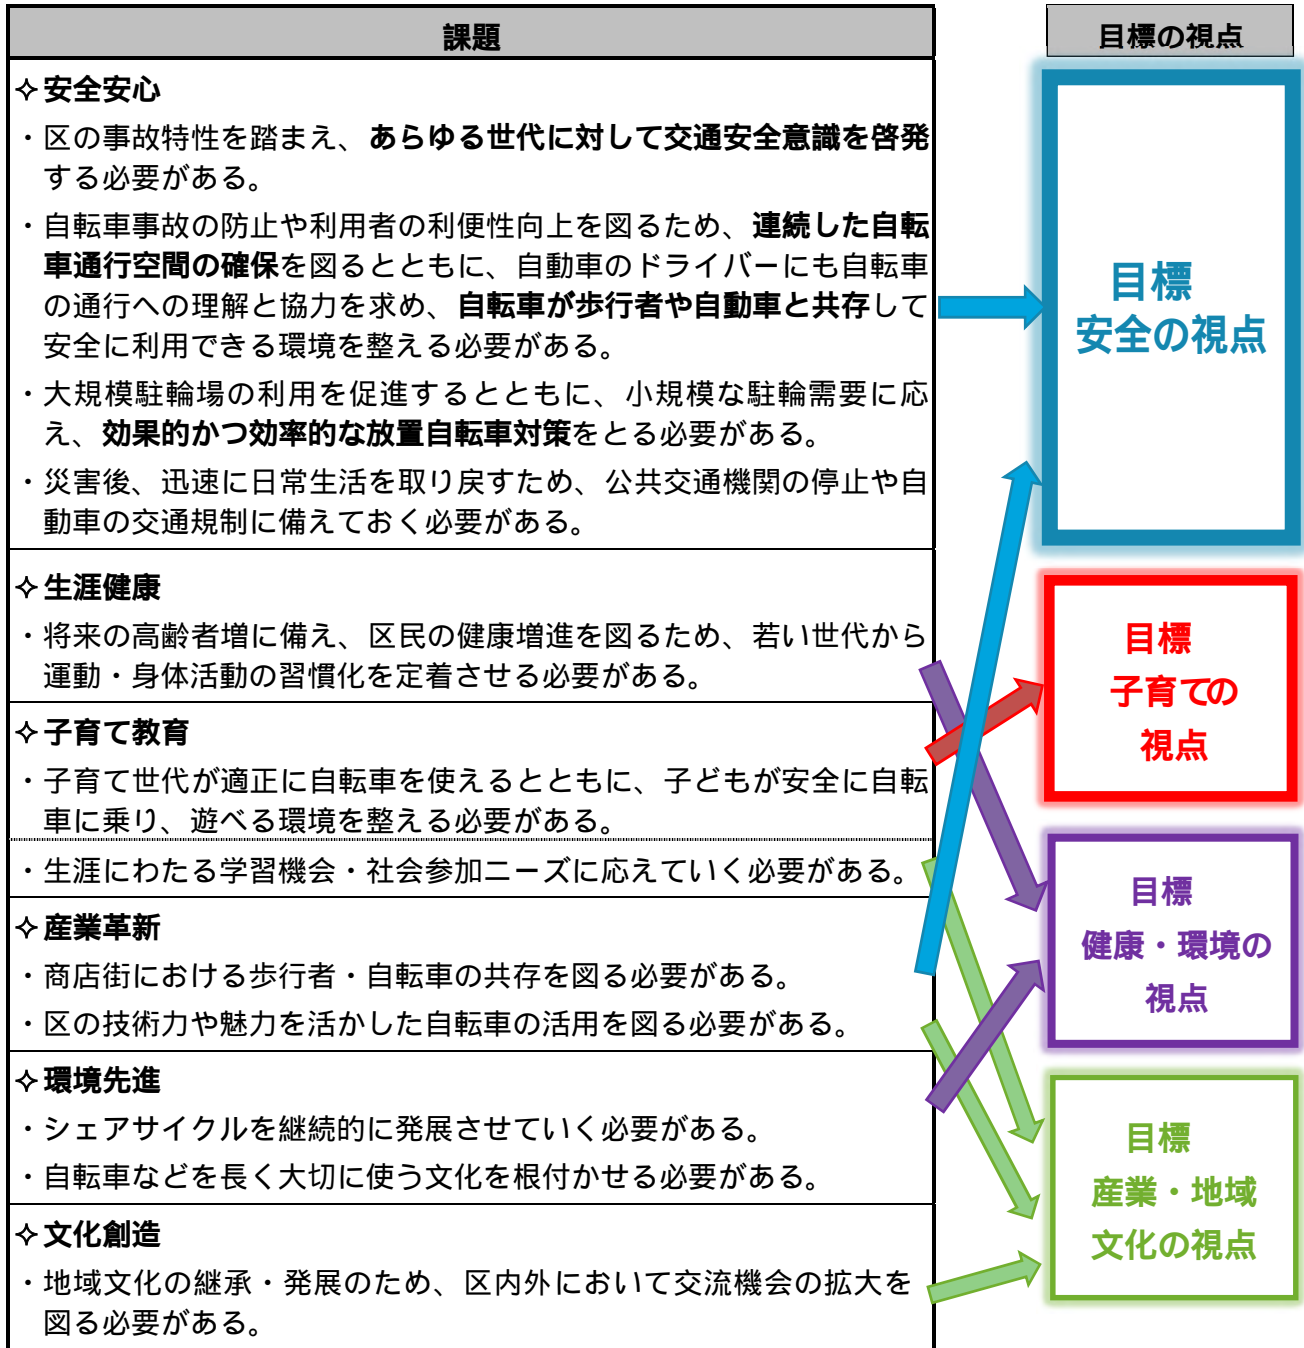 課題
✧安全安心
・区の事故特性を踏まえ、あらゆる世代に対して交通安全意識を啓発
する必要がある。
・自転車事故の防止や利用者の利便性向上を図るため、連続した自転
車通行空間の確保を図るとともに、自動車のドライバーにも自転車
の通行への理解と協力を求め、自転車が歩行者や自動車と共存して
安全に利用できる環境を整える必要がある。
・大規模駐輪場の利用を促進するとともに、小規模な駐輪需要に応
え、効果的かつ効率的な放置自転車対策をとる必要がある。
・災害後、迅速に日常生活を取り戻すため、公共交通機関の停止や自
動車の交通規制に備えておく必要がある。
✧生涯健康
・将来の高齢者増に備え、区民の健康増進を図るため、若い世代から
運動・身体活動の習慣化を定着させる必要がある。
✧子育て教育
・子育て世代が適正に自転車を使えるとともに、子どもが安全に自転
車に乗り、遊べる環境を整える必要がある。
・生涯にわたる学習機会・社会参加ニーズに応えていく必要がある。
✧産業革新
・商店街における歩行者・自転車の共存を図る必要がある。
・区の技術力や魅力を活かした自転車の活用を図る必要がある。
✧環境先進
・シェアサイクルを継続的に発展させていく必要がある。
・自転車などを長く大切に使う文化を根付かせる必要がある。
✧文化創造
・地域文化の継承・発展のため、区内外において交流機会の拡大を
図る必要がある。
目標の視点
目標
安全の視点
目標
子育ての
視点
目標
健康・環境の
視点
目標
産業・地域
文化の視点